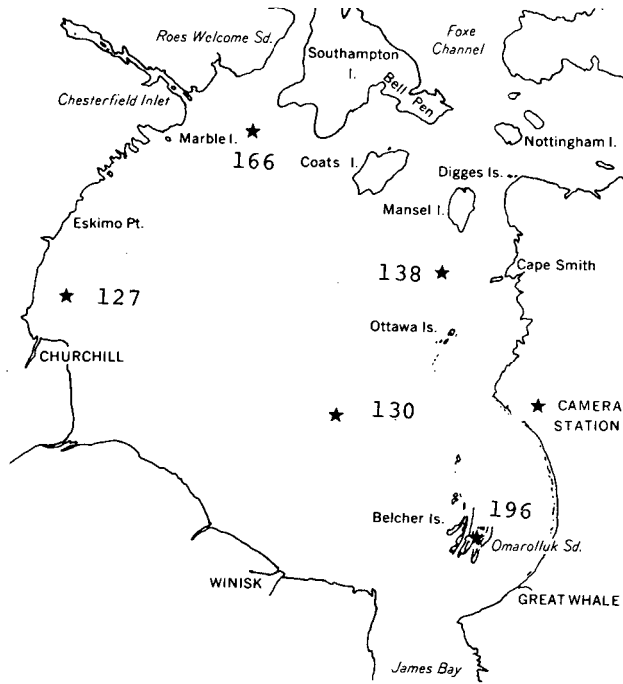 Roes Welcome Sd.
Foxe
Channel
Southampton
I.
Bell Pen
Chesterfield Inlet
Marble I.
166
Coats I.
Nottingham I.
Digges Is.
Mansel I.
Eskimo Pt.
138
Cape Smith
127
Ottawa Is.
CHURCHILL
130
CAMERA
STATION
196
Belcher Is.
Omarolluk Sd.
WINISK
GREAT WHALE
James Bay